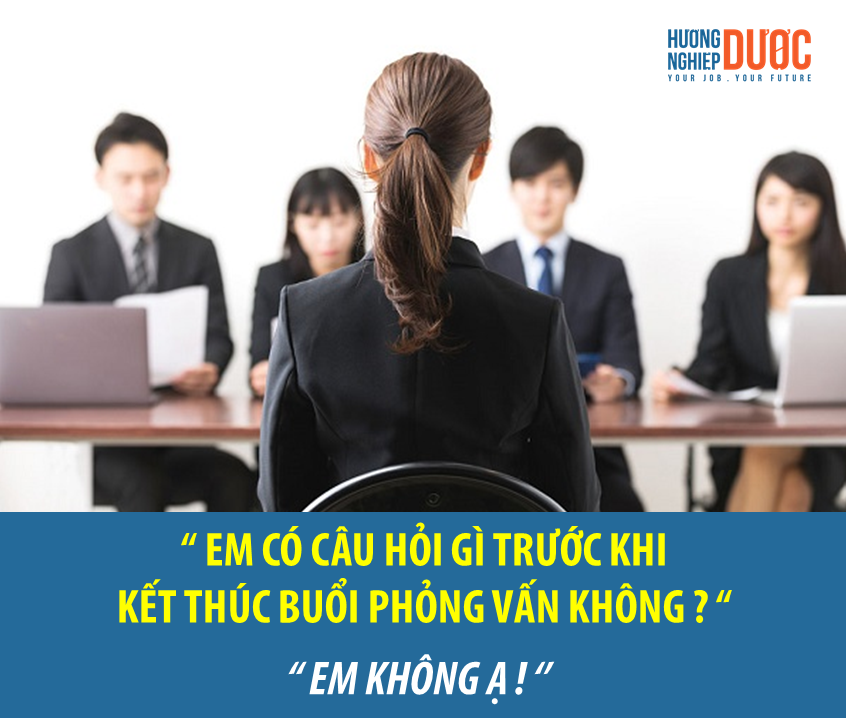 HƯƠNG NGHIỆP DƯỢC
YOUR JOB . YOUR FUTURE
“ EM CÓ CÂU HỎI GÌ TRƯỚC KHI
KẾT THÚC BUỔI PHỎNG VẤN KHÔNG ? “
“ EM KHÔNG Ạ ! ”